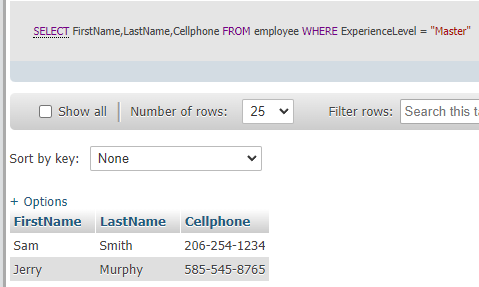 SELECT FirstName,LastName,Cellphone FROM employee WHERE ExperienceLevel = "Master"
Show all Number of rows: 25 Filter rows: Search this
Sort by key: None
+ Options
FirstName LastName Cellphone
Sam Smith 206-254-1234
Jerry Murphy 585-545-8765